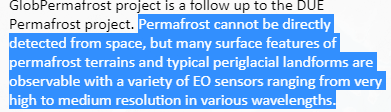 GlobPermafrost project is a follow up to the DUE
Permafrost project. Permafrost cannot be directly
detected from space, but many surface features of
permafrost terrains and typical periglacial landforms are
observable with a variety of EO sensors ranging from very
high to medium resolution in various wavelengths.